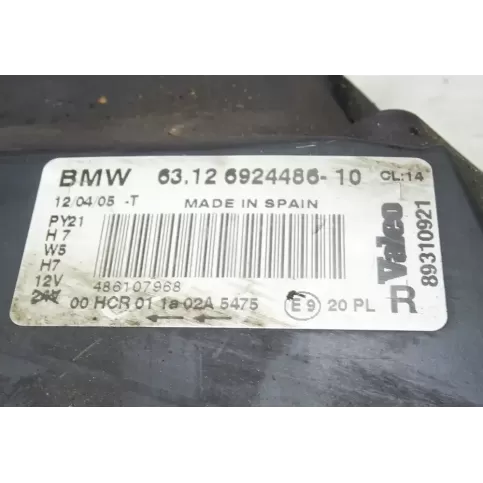 BMW 63.12 6924486-10 CL:14
12/04/05 -T MADE IN SPAIN
PY21
H7
W5
H7
12V
486107968
00 HCR 01 1a 02A 5475 E9 20 PL
Valeo
89310921